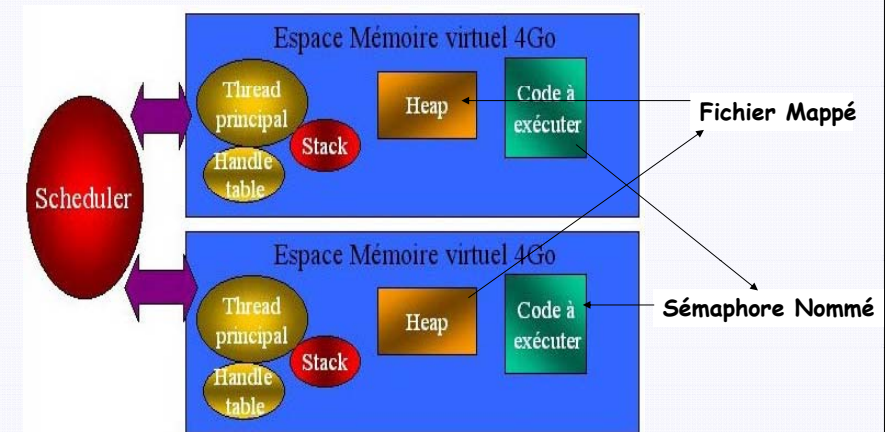 Espace Mémoire virtuel 4Go
Thread
principal
Handle
table
Stack
Heap
Code à
exécuter
Fichier Mappé
Scheduler
Espace Mémoire virtuel 4Go
Thread
principal
Handle
table
Stack
Heap
Code à
exécuter
Sémaphore Nommé